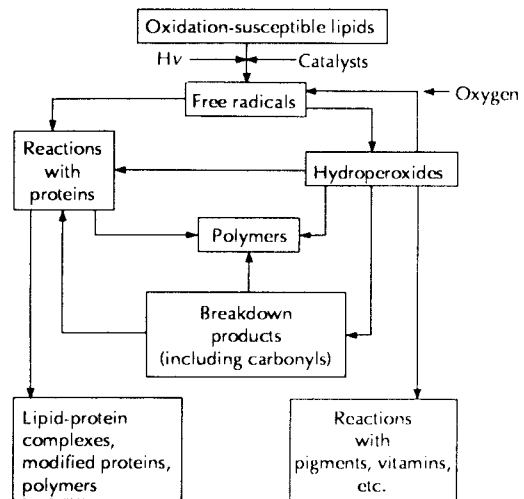 Oxidation-susceptible lipids
Hν
Catalysts
Free radicals
Oxygen
Reactions
with
proteins
Hydroperoxides
Polymers
Breakdown
products
(including carbonyls)
Lipid-protein
complexes,
modified proteins,
polymers
Reactions
with
pigments, vitamins,
etc.